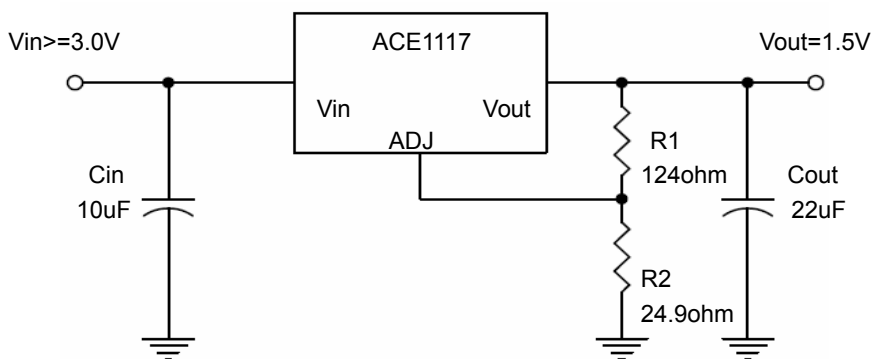 Vin>=3.0V
ACE1117
Vout=1.5V
Vin
Vout
ADJ
R1
124ohm
Cin
10uF
Cout
22uF
R2
24.9ohm